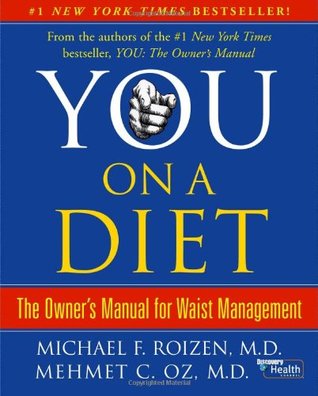 #1 NEW YORK TIMES BESTSELLER!
From the authors of the #1 New York Times
bestseller, YOU: The Owner's Manual
YOU
ON A
DIET
The Owner's Manual for Waist Management
MICHAEL F. ROIZEN, M.D.
MEHMET C. OZ, M.D.
Discovery
Health
CHANNEL